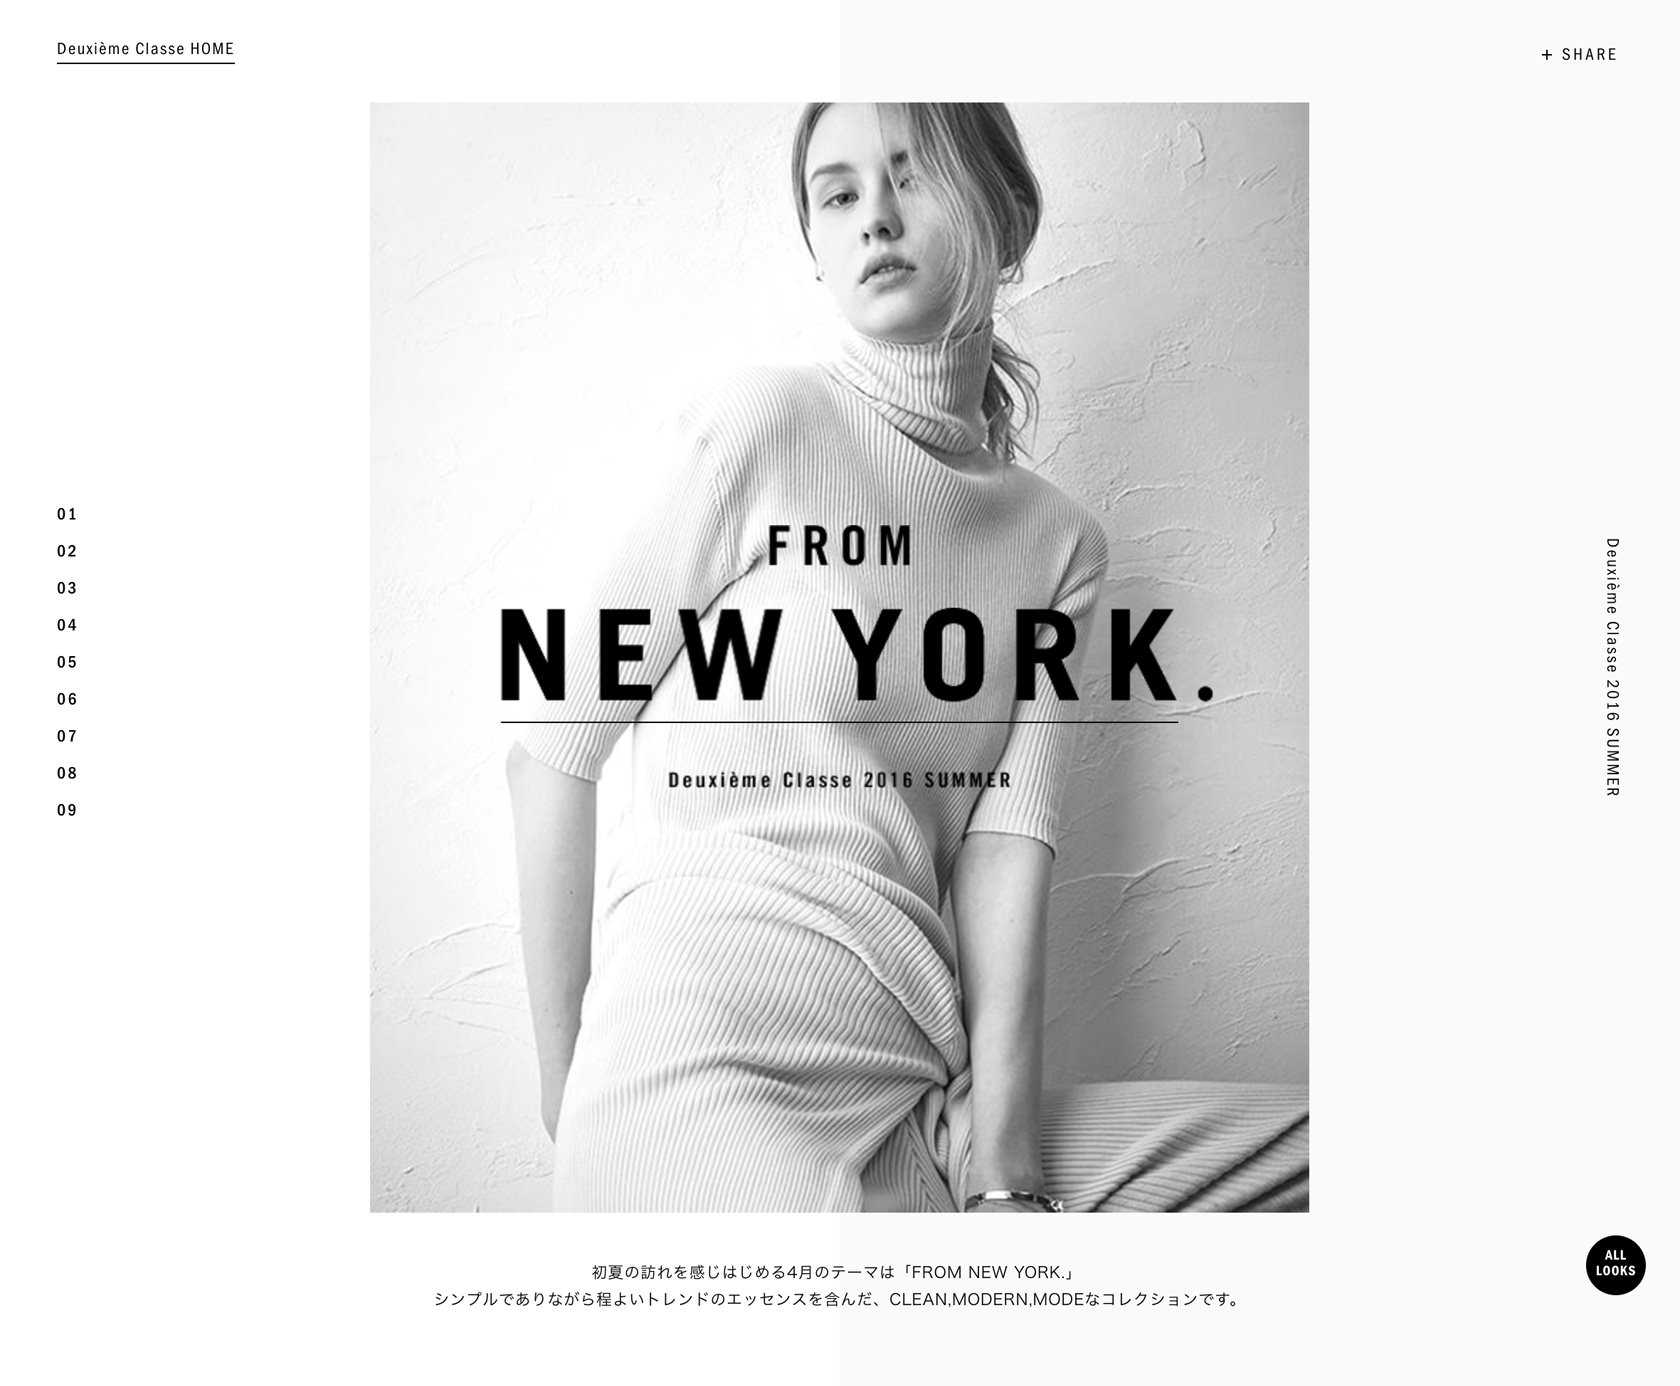 Deuxième Classe HOME
+ SHARE
01
02
03
04
05
06
07
08
09
FROM
NEW YORK.
Deuxième Classe 2016 SUMMER
Deuxième Classe 2016 SUMMER
初夏の訪れを感じはじめる4月のテーマは「FROM NEW YORK.」
シンプルでありながら程よいトレンドのエッセンスを含んだ、CLEAN,MODERN,MODEなコレクションです。
ALL
LOOKS